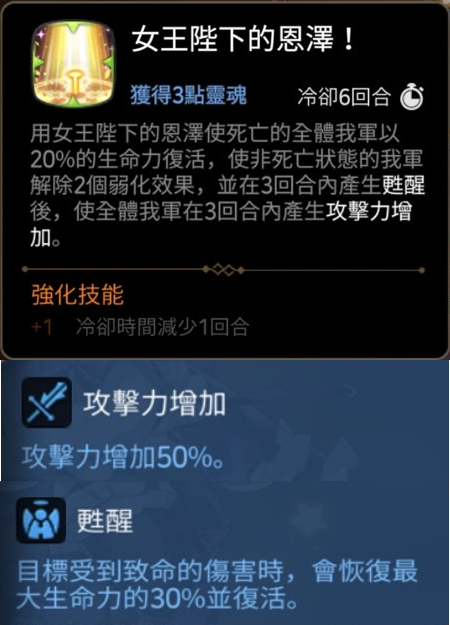 女王陛下的恩澤！
獲得3點靈魂
冷卻6回合
用女王陛下的恩澤使死亡的全體我軍以
20%的生命力復活，使非死亡狀態的我軍
解除2個弱化效果，並在3回合內產生甦醒
後，使全體我軍在3回合內產生攻擊力增
加。
強化技能
+1 冷卻時間減少1回合
攻擊力增加
攻擊力增加50%。
甦醒
目標受到致命的傷害時，會恢復最
大生命力的30%並復活。